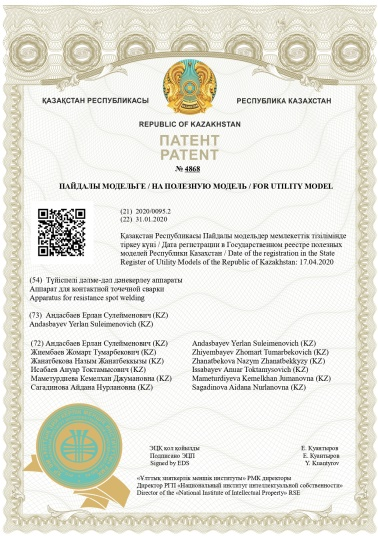 ҚАЗАҚСТАН РЕСПУБЛИКАСЫ РЕСПУБЛИКА КАЗАХСТАН
REPUBLIC OF KAZAKHSTAN
ПАТЕНТ
PATENT
№ 4868
ПАЙДАЛЫ МОДЕЛЬГЕ / НА ПОЛЕЗНУЮ МОДЕЛЬ / FOR UTILITY MODEL
(21) 2020/0095.2
(22) 31.01.2020
Қазақстан Республикасы Пайдалы модельдер мемлекеттік тізілімінде
тіркеу күні / Дата регистрации в Государственном реестре полезных
моделей Республики Казахстан / Date of the registration in the State
Register of Utility Models of the Republic of Kazakhstan: 17.04.2020
(54) Түйіспелі дәлме-дәл дәнекерлеу аппараты
Аппарат для контактной точечной сварки
Apparatus for resistance spot welding
(73) Андасбаев Ерлан Сулейменович (KZ)
Andasbayev Yerlan Suleimenovich (KZ)
(72) Андасбаев Ерлан Сулейменович (KZ) Andasbayev Yerlan Suleimenovich (KZ)
Жиембаев Жомарт Тумарбекович (KZ) Zhiyembayev Zhomart Tumarbekovich (KZ)
Жанатбекова Назым Жанатбекқызы (KZ) Zhanatbekova Nazym Zhanatbekkyzy (KZ)
Исабаев Ануар Токтамысович (KZ) Issabayev Anuar Toktamysovich (KZ)
Маметурдиева Кемелхан Джумановна (KZ) Mameturdiyeva Kemelkhan Jumanovna (KZ)
Сагадинова Айдана Нурлановна (KZ) Sagadinova Aidana Nurlanovna (KZ)
ЭЦҚ қол қойылды Е. Куантыров
Подписано ЭЦП Е. Куантыров
Signed by EDS Y. Kuantyrov
«Ұлттық зияткерлік меншік институты» РМК директоры
Директор РГП «Национальный институт интеллектуальной собственности»
Director of the «National Institute of Intellectual Property» RSE